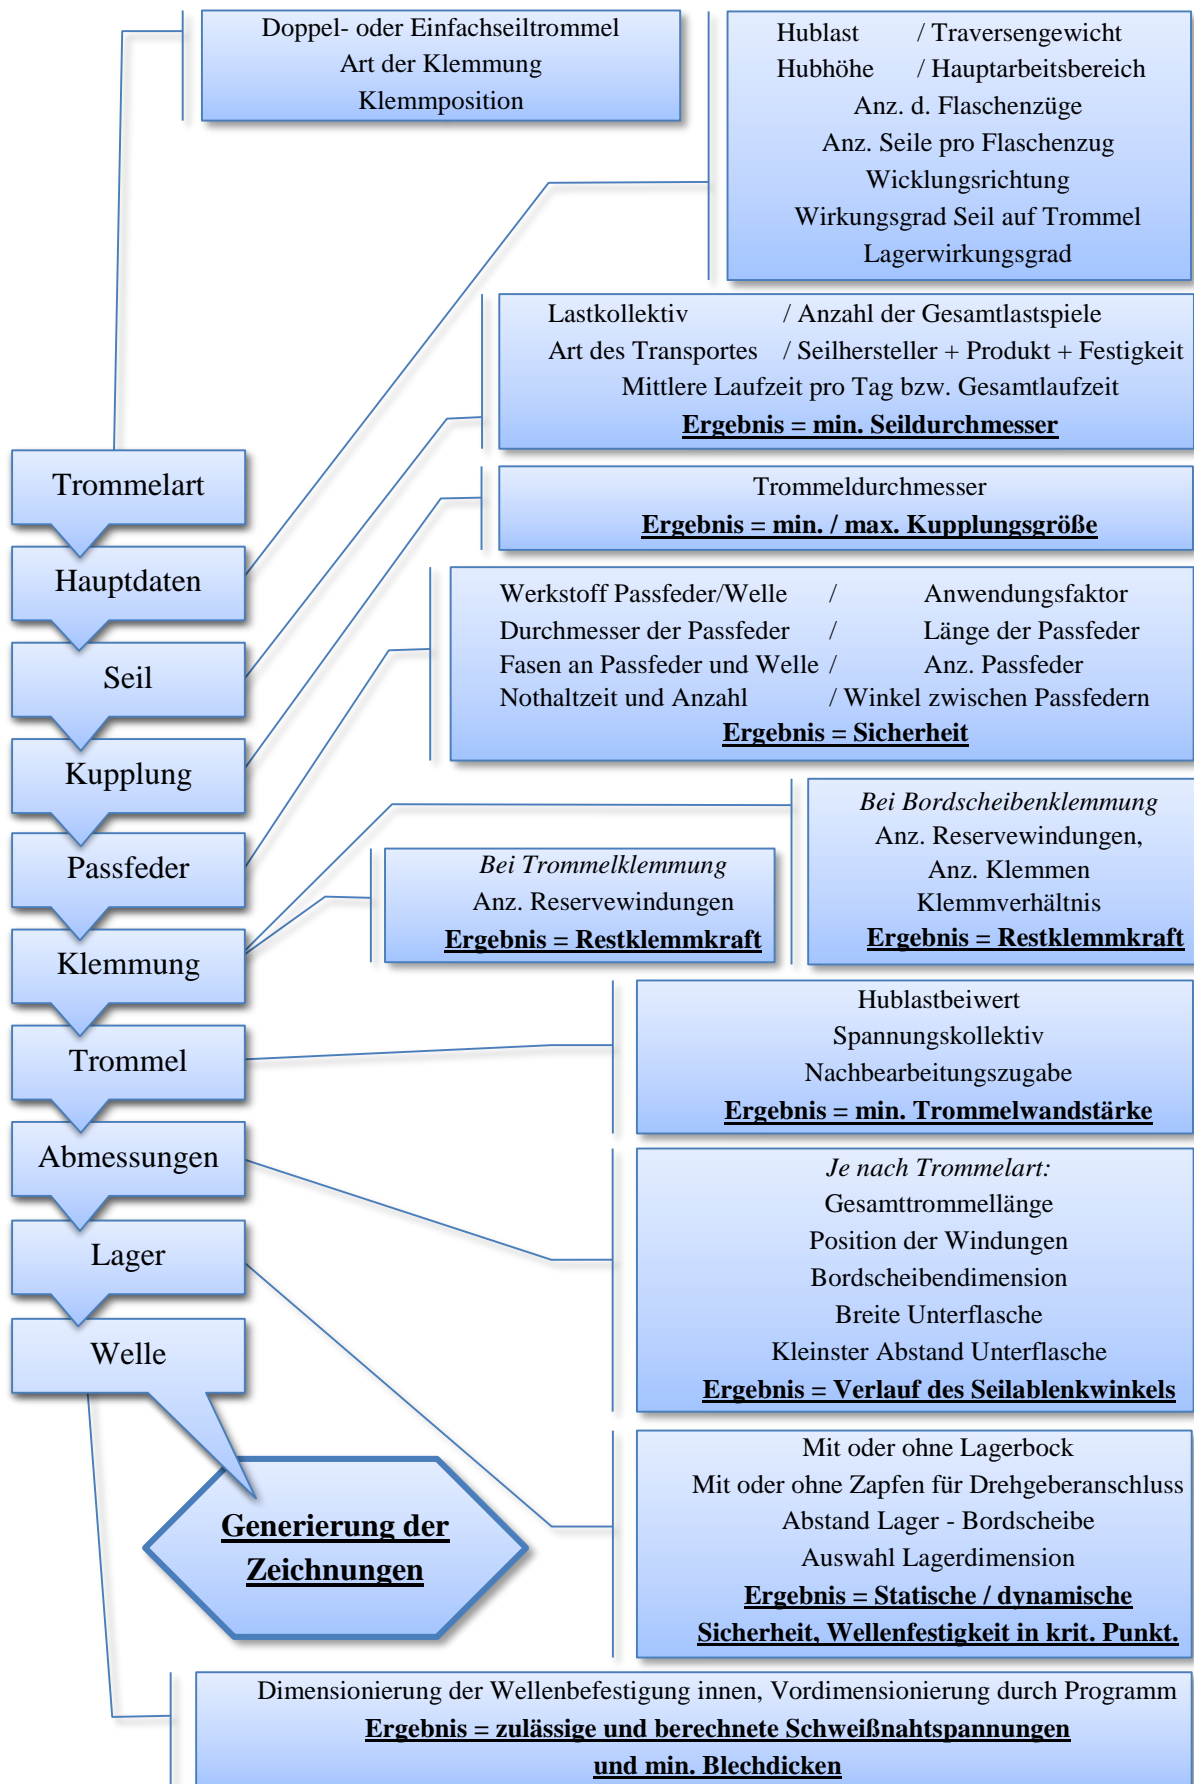 Doppel- oder Einfachseiltrommel
Art der Klemmung
Klemmposition
Hublast / Traversengewicht
Hubhöhe / Hauptarbeitsbereich
Anz. d. Flaschenzüge
Anz. Seile pro Flaschenzug
Wicklungsrichtung
Wirkungsgrad Seil auf Trommel
Lagerwirkungsgrad
Lastkollektiv / Anzahl der Gesamtlastspiele
Art des Transportes / Seilhersteller + Produkt + Festigkeit
Mittlere Laufzeit pro Tag bzw. Gesamtlaufzeit
Ergebnis = min. Seildurchmesser
Trommelart
Trommeldurchmesser
Ergebnis = min. / max. Kupplungsgröße
Hauptdaten
Werkstoff Passfeder/Welle / Anwendungsfaktor
Durchmesser der Passfeder / Länge der Passfeder
Fasen an Passfeder und Welle / Anz. Passfeder
Nothaltzeit und Anzahl / Winkel zwischen Passfedern
Ergebnis = Sicherheit
Seil
Kupplung
Bei Bordscheibenklemmung
Anz. Reservewindungen,
Anz. Klemmen
Klemmverhältnis
Ergebnis = Restklemmkraft
Passfeder
Bei Trommelklemmung
Anz. Reservewindungen
Ergebnis = Restklemmkraft
Klemmung
Hublastbeiwert
Spannungskollektiv
Nachbearbeitungszugabe
Ergebnis = min. Trommelwandstärke
Trommel
Abmessungen
Je nach Trommelart:
Gesamttrommellänge
Position der Windungen
Bordscheibendimension
Breite Unterflasche
Kleinster Abstand Unterflasche
Ergebnis = Verlauf des Seilablenkwinkels
Lager
Welle
Mit oder ohne Lagerbock
Mit oder ohne Zapfen für Drehgeberanschluss
Abstand Lager - Bordscheibe
Auswahl Lagerdimension
Ergebnis = Statische / dynamische
Sicherheit, Wellenfestigkeit in krit. Punkt.
Generierung der
Zeichnungen
Dimensionierung der Wellenbefestigung innen, Vordimensionierung durch Programm
Ergebnis = zulässige und berechnete Schweißnahtspannungen
und min. Blechdicken